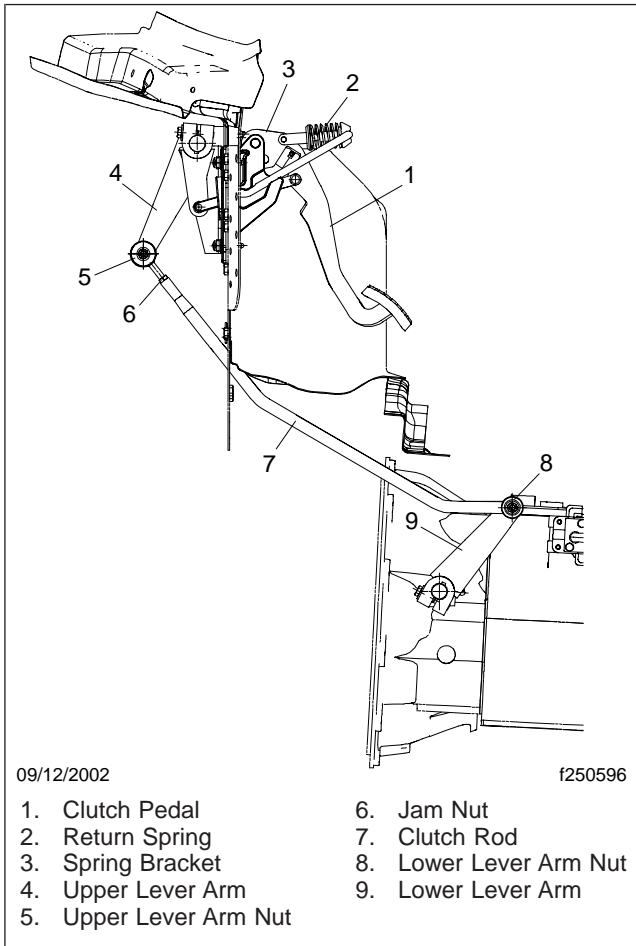 3
2
4
1
5
6
7
8
9
09/12/2002
f250596
1. Clutch Pedal
2. Return Spring
3. Spring Bracket
4. Upper Lever Arm
5. Upper Lever Arm Nut
6. Jam Nut
7. Clutch Rod
8. Lower Lever Arm Nut
9. Lower Lever Arm